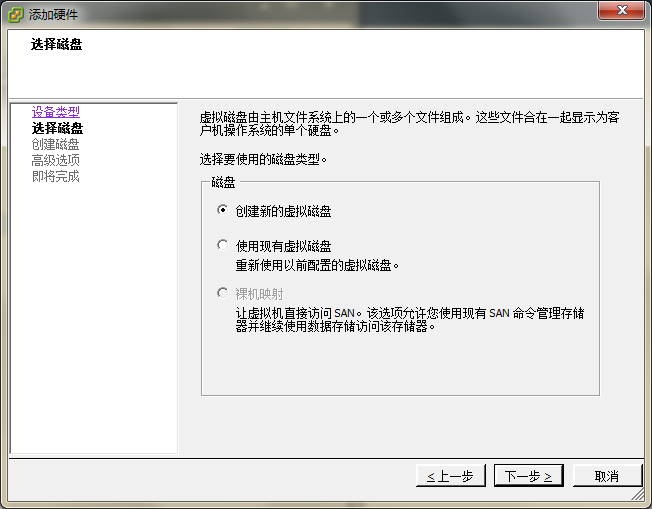 添加硬件
选择磁盘
设备类型
选择磁盘
创建磁盘
高级选项
即将完成
虚拟磁盘由主机文件系统上的一个或多个文件组成。这些文件合在一起显示为客
户机操作系统的单个硬盘。
选择要使用的磁盘类型。
磁盘
创建新的虚拟磁盘
使用现有虚拟磁盘
重新使用以前配置的虚拟磁盘。
裸机映射
让虚拟机直接访问 SAN。该选项允许您使用现有 SAN 命令管理存储
器并继续使用数据存储访问该存储器。
< 上一步
下一步 >
取消